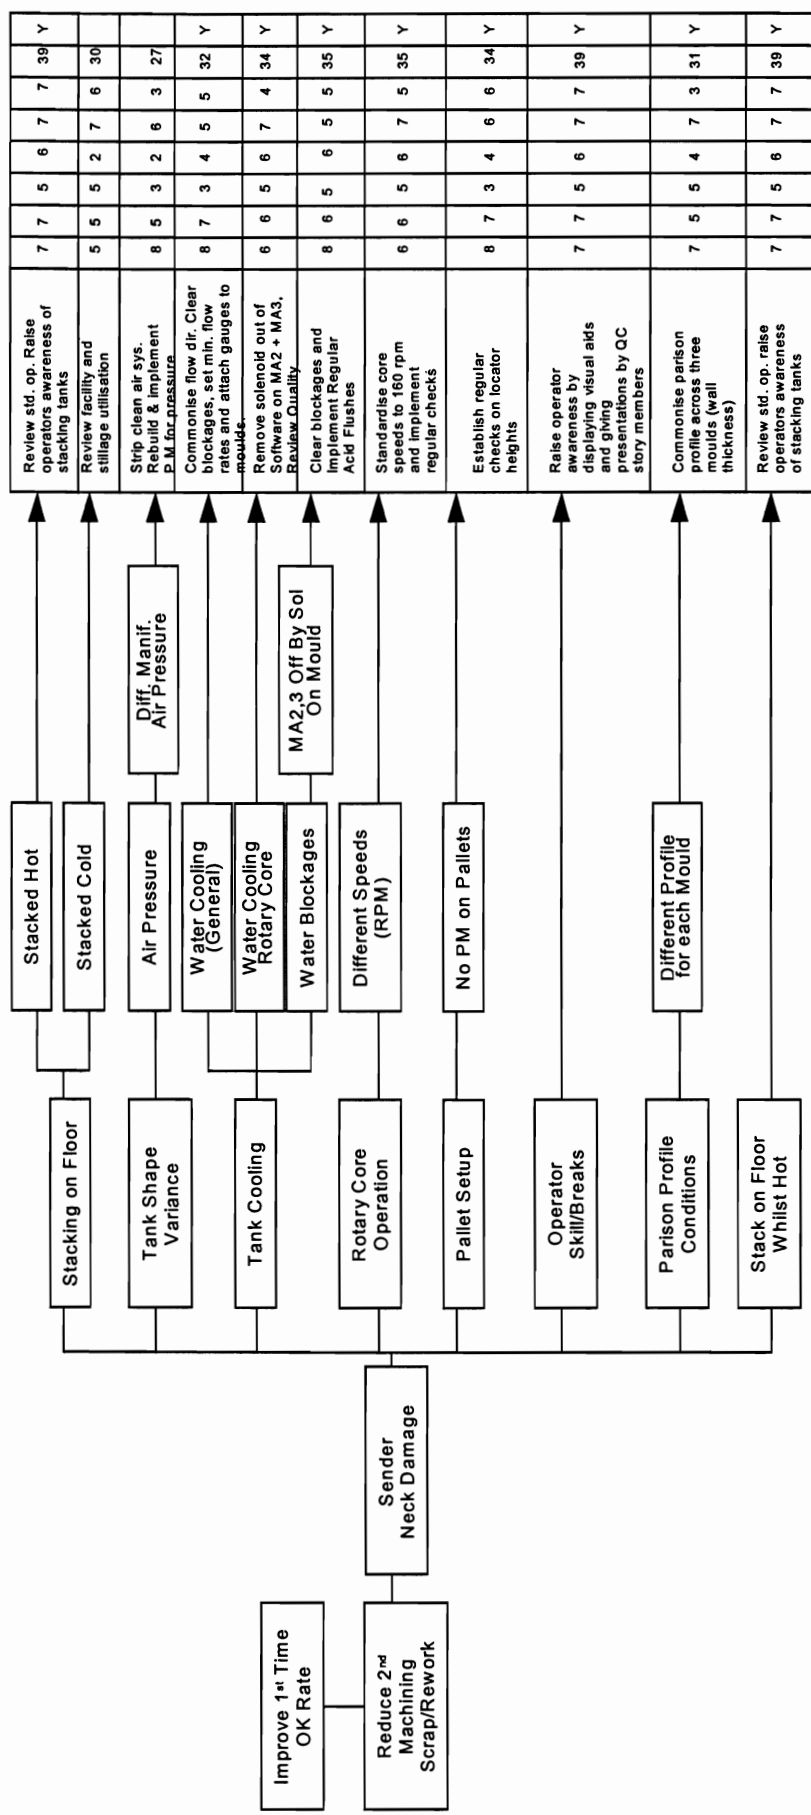 Improve 1st Time
OK Rate
Reduce 2nd
Machining
Scrap/Rework
Sender
Neck Damage
Stacking on Floor
Tank Shape
Variance
Tank Cooling
Rotary Core
Operation
Pallet Setup
Operator
Skill/Breaks
Parison Profile
Conditions
Stack on Floor
Whilst Hot
Stacked Hot
Stacked Cold
Air Pressure
Water Cooling
(General)
Water Cooling
Rotary Core
Water Blockages
Different Speeds
(RPM)
No PM on Pallets
Different Profile
for each Mould
Diff. Manif.
Air Pressure
MA2,3 Off By Sol
On Mould
Review std. op. Raise
operators awareness of
stacking tanks
7 7 5 6 7 7 39 Y
Review facility and
stillage utilisation
5 5 5 2 7 6 30
Strip clean air sys.
Rebuild & implement
P M for pressure
8 5 3 2 6 3 27
Commonise flow dir. Clear
blockages, set min. flow
rates and attach gauges to
moulds.
8 7 3 4 5 5 32 Y
Remove solenoid out of
Software on MA2 + MA3,
Review Quality
6 6 5 6 7 4 34 Y
Clear blockages and
Implement Regular
Acid Flushes
8 6 5 6 5 5 35 Y
Standardise core
speeds to 160 rpm
and implement
regular checks
6 6 5 6 7 5 35 Y
Establish regular
checks on locator
heights
8 7 3 4 6 6 34 Y
Raise operator
awareness by
displaying visual aids
and giving
presentations by QC
story members
7 7 5 6 7 7 39 Y
Commonise parison
profile across three
moulds (wall
thickness)
7 5 5 4 7 3 31 Y
Review std. op. raise
operators awareness
of stacking tanks
7 7 5 6 7 7 39 Y